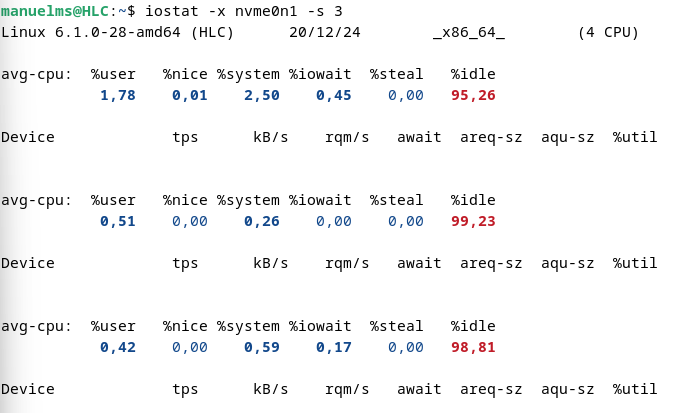 manuelms@HLC:~$ iostat -x nvme0n1 -s 3
Linux 6.1.0-28-amd64 (HLC) 20/12/24 _x86_64_ (4 CPU)
avg-cpu: %user %nice %system %iowait %steal %idle
1,78 0,01 2,50 0,45 0,00 95,26
Device tps kB/s rqm/s await areq-sz aqu-sz %util
avg-cpu: %user %nice %system %iowait %steal %idle
0,51 0,00 0,26 0,00 0,00 99,23
Device tps kB/s rqm/s await areq-sz aqu-sz %util
avg-cpu: %user %nice %system %iowait %steal %idle
0,42 0,00 0,59 0,17 0,00 98,81
Device tps kB/s rqm/s await areq-sz aqu-sz %util